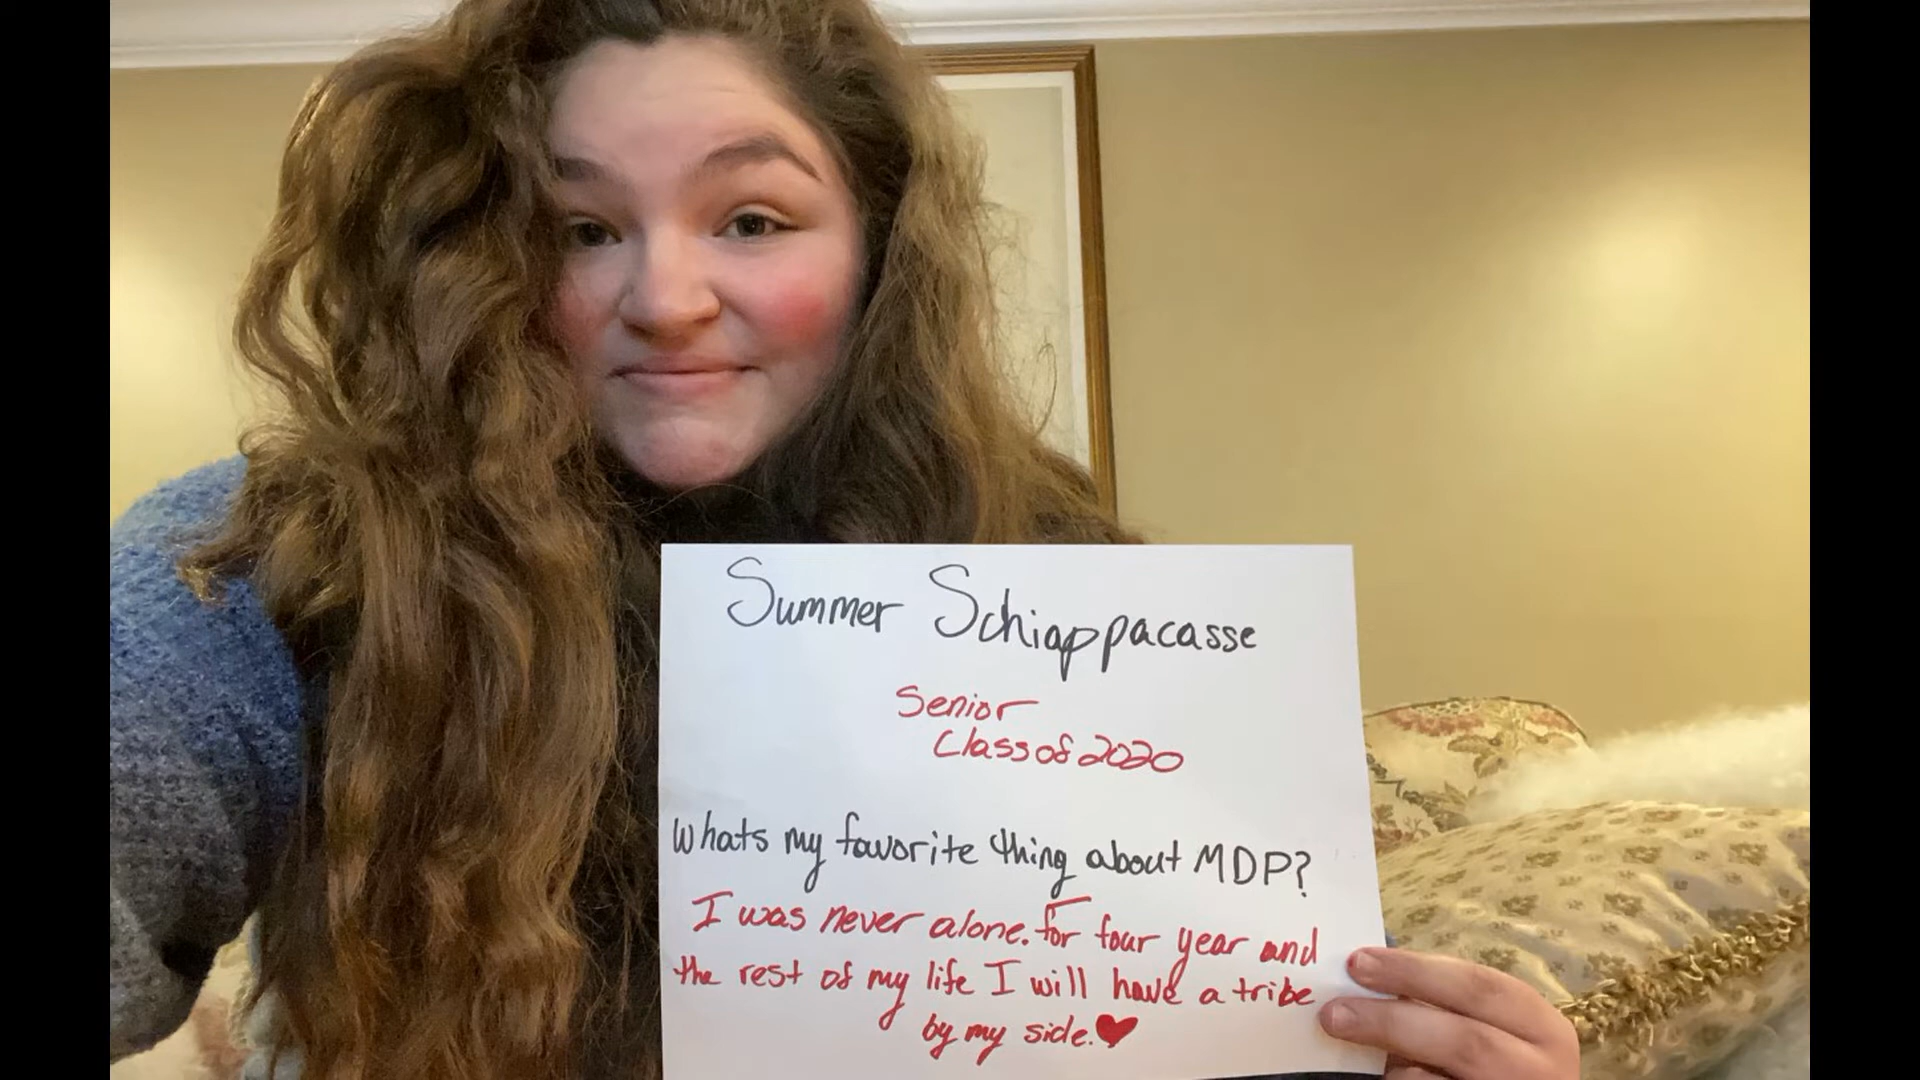 Summer Schiappacasse
Senior
Class of 2020
Whats my favorite thing about MDP?
I was never alone. for four year and
the rest of my life I will have a tribe
by my side.❤